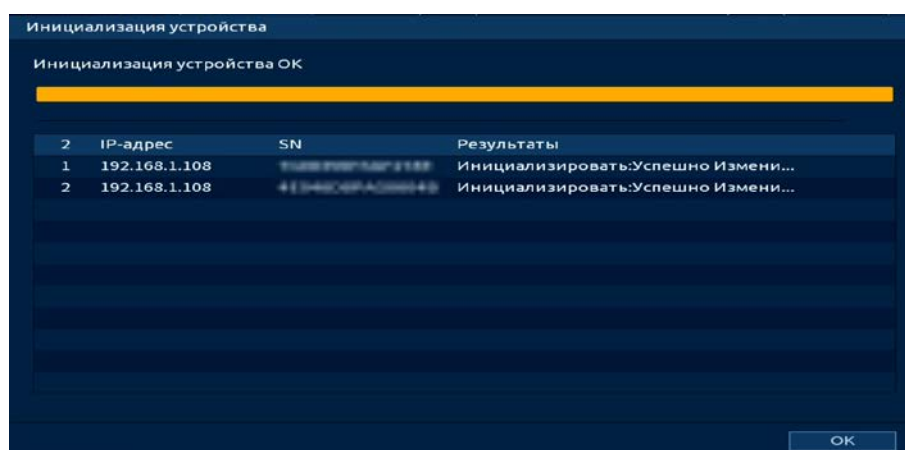 Инициализация устройства
Инициализация устройства OK
2 IP-адрес SN Результаты
1 192.168.1.108 Инициализировать:Успешно Измени...
2 192.168.1.108 Инициализировать:Успешно Измени...
OK